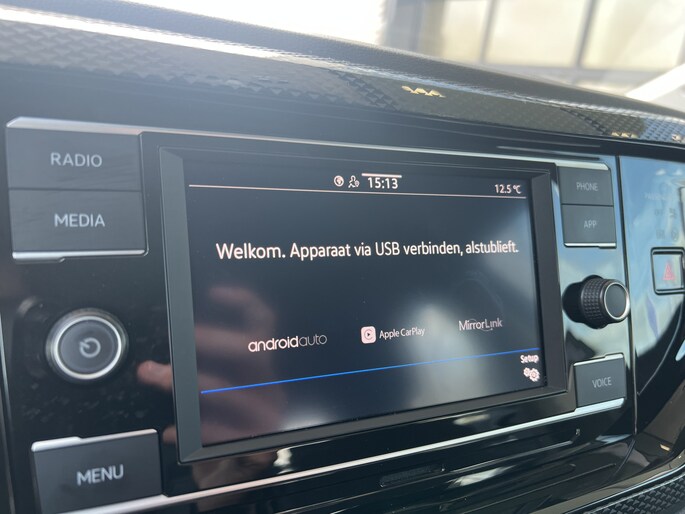 RADIO
MEDIA
MENU
15:13
12.5 °C
Welkom. Apparaat via USB verbinden, alstublieft.
androidauto
Apple CarPlay
MirrorLink
Setup
PHONE
APP
VOICE